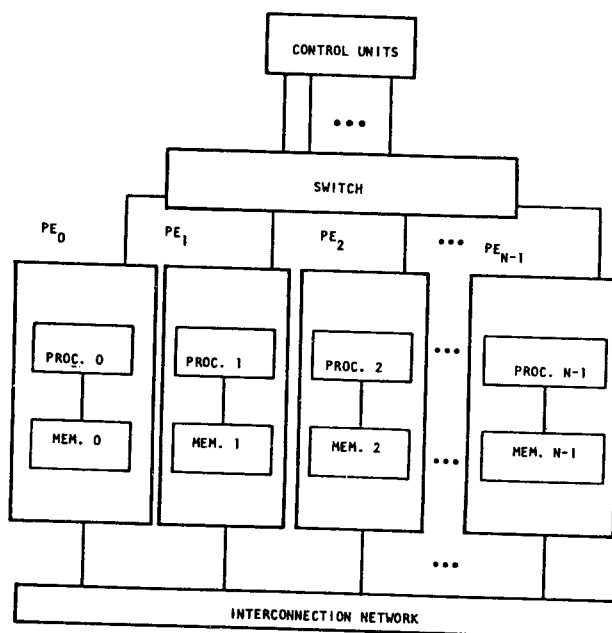 CONTROL UNITS
•••
SWITCH
PE0 PE1 PE2 ••• PEN-1
PROC. 0 PROC. 1 PROC. 2 ••• PROC. N-1
MEM. 0 MEM. 1 MEM. 2 ••• MEM. N-1
•••
INTERCONNECTION NETWORK